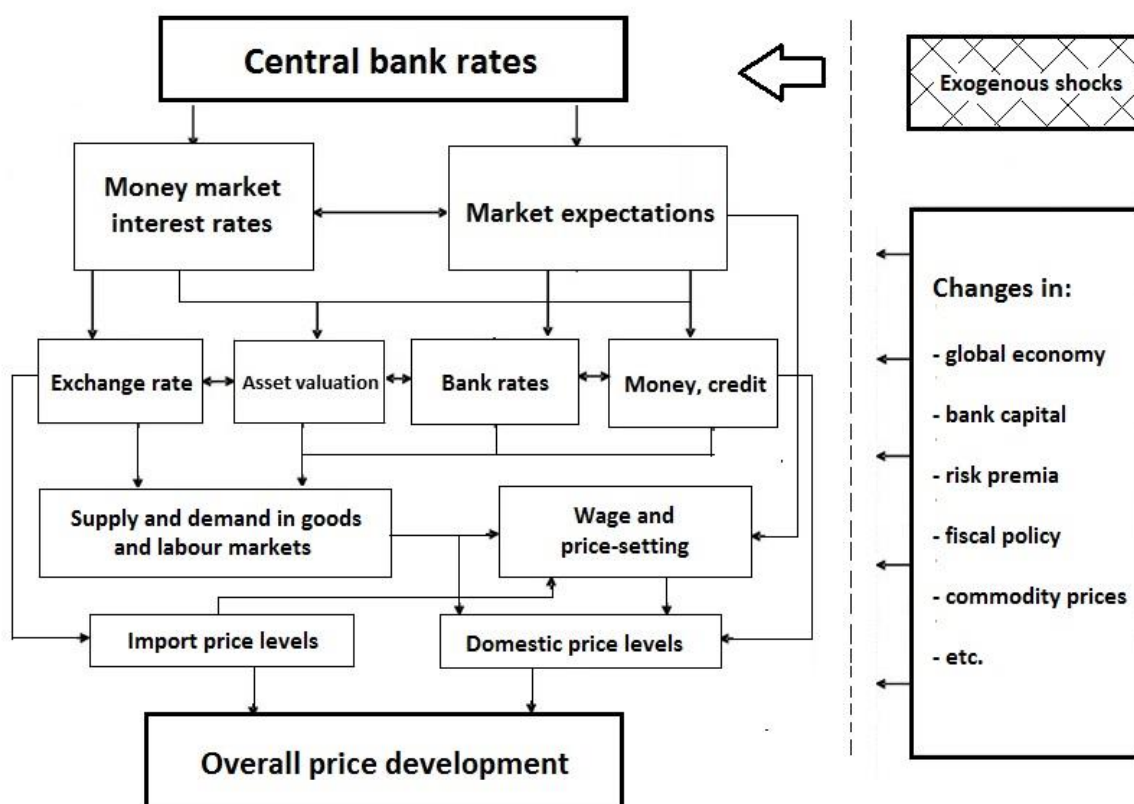 Central bank rates
Exogenous shocks
Money market
interest rates
Market expectations
Changes in:
- global economy
- bank capital
- risk premia
- fiscal policy
- commodity prices
- etc.
Exchange rate
Asset valuation
Bank rates
Money, credit
Supply and demand in goods
and labour markets
Wage and
price-setting
Import price levels
Domestic price levels
Overall price development